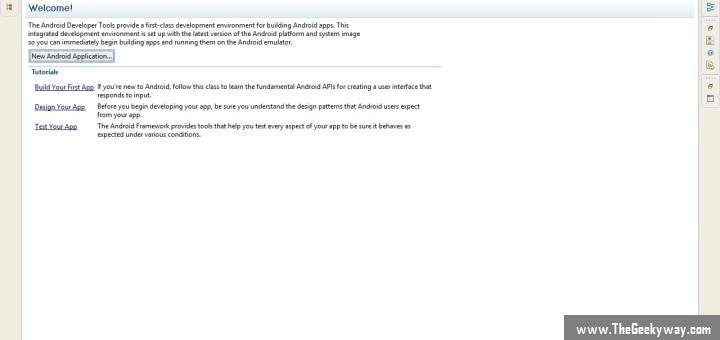 Welcome!
The Android Developer Tools provide a first-class development environment for building Android apps. This
integrated development environment is set up with the latest version of the Android platform and system image
so you can immediately begin building apps and running them on the Android emulator.
New Android Application...
Tutorials
Build Your First App If you're new to Android, follow this class to learn the fundamental Android APIs for creating a user interface that
responds to input.
Design Your App Before you begin developing your app, be sure you understand the design patterns that Android users expect
from your app.
Test Your App The Android Framework provides tools that help you test every aspect of your app to be sure it behaves as
expected under various conditions.
www.TheGeekyway.com